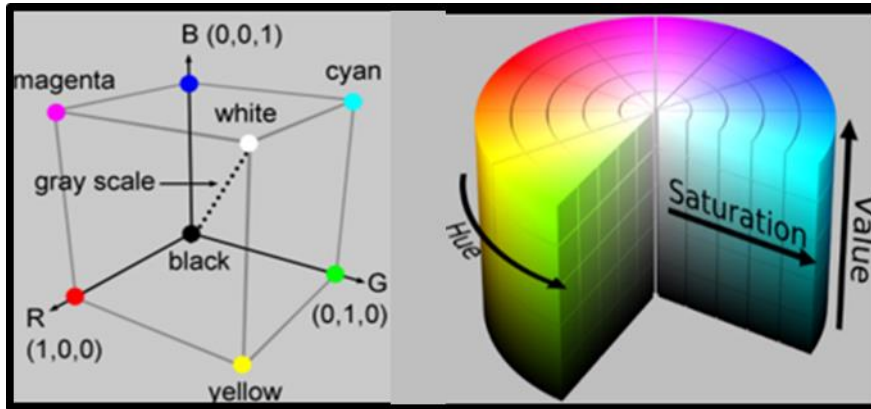 B (0,0,1)
magenta
cyan
white
gray scale
black
R
(1,0,0)
G
(0,1,0)
yellow
Hue
Saturation
Value